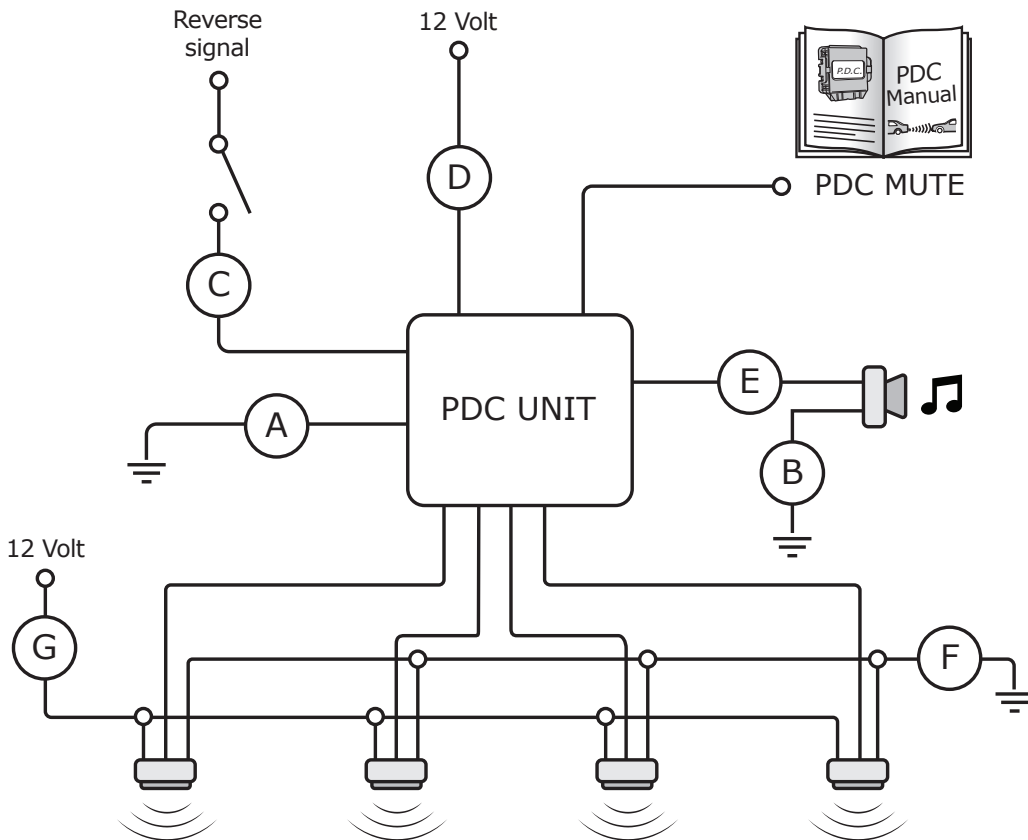 Reverse
signal
12 Volt
P.D.C.
PDC
Manual
PDC MUTE
D
C
E
PDC UNIT
A
B
12 Volt
G
F